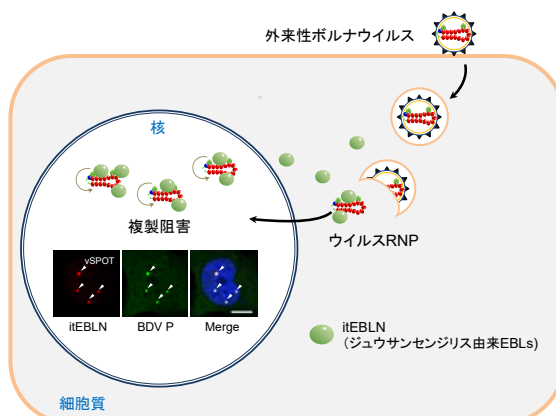 外来性ボルナウイルス
核
複製阻害
ウイルスRNP
vSPOT
itEBLN BDV P Merge
itEBLN
(ジュウサンセンジリス由来EBLs)
細胞質